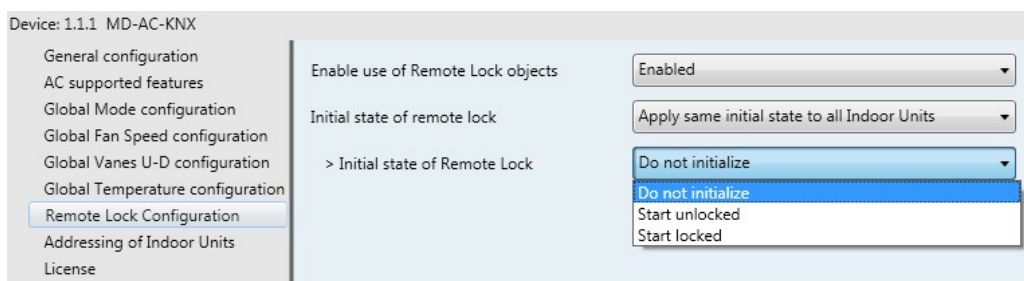 Device: 1.1.1 MD-AC-KNX
General configuration
AC supported features
Global Mode configuration
Global Fan Speed configuration
Global Vanes U-D configuration
Global Temperature configuration
Remote Lock Configuration
Addressing of Indoor Units
License
Enable use of Remote Lock objects
Enabled
Initial state of remote lock
Apply same initial state to all Indoor Units
> Initial state of Remote Lock
Do not initialize
Do not initialize
Start unlocked
Start locked